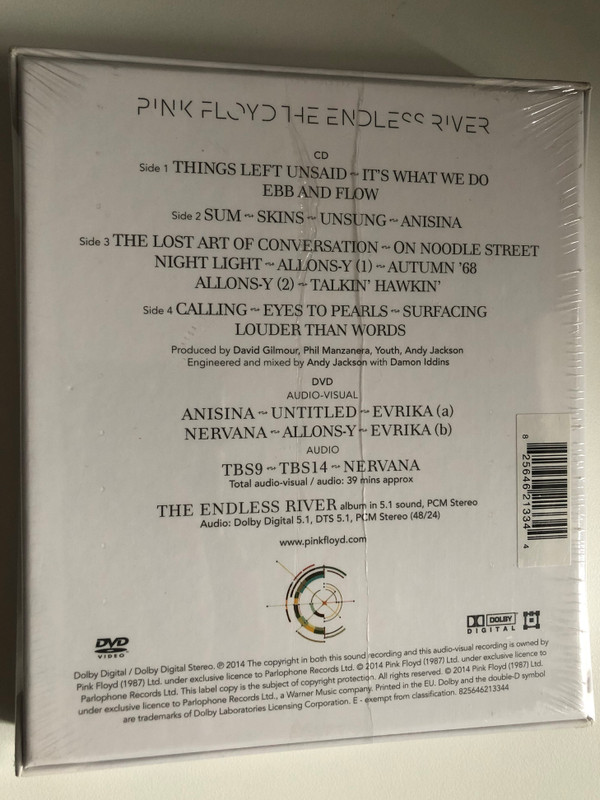 PINK FLOYD THE ENDLESS RIVER
CD
Side 1 THINGS LEFT UNSAID ~ IT'S WHAT WE DO
EBB AND FLOW
Side 2 SUM ~ SKINS ~ UNSUNG ~ ANISINA
Side 3 THE LOST ART OF CONVERSATION ~ ON NOODLE STREET
NIGHT LIGHT ~ ALLONS-Y (1) ~ AUTUMN '68
ALLONS-Y (2) ~ TALKIN' HAWKIN'
Side 4 CALLING ~ EYES TO PEARLS ~ SURFACING
LOUDER THAN WORDS
Produced by David Gilmour, Phil Manzanera, Youth, Andy Jackson
Engineered and mixed by Andy Jackson with Damon Iddins
DVD
AUDIO-VISUAL
ANISINA ~ UNTITLED ~ EVRIKA (a)
NERVANA ~ ALLONS-Y ~ EVRIKA (b)
AUDIO
TBS9 ~ TBS14 ~ NERVANA
Total audio-visual / audio: 39 mins approx
THE ENDLESS RIVER album in 5.1 sound, PCM Stereo
Audio: Dolby Digital 5.1, DTS 5.1, PCM Stereo (48/24)
www.pinkfloyd.com
8 25646 21334 4
DVD VIDEO
DOLBY DIGITAL
Dolby Digital / Dolby Digital Stereo. ℗ 2014 The copyright in both this sound recording and this audio-visual recording is owned by
Pink Floyd (1987) Ltd. under exclusive licence to Parlophone Records Ltd. © 2014 Pink Floyd (1987) Ltd. under exclusive licence to
Parlophone Records Ltd. This label copy is the subject of copyright protection. All rights reserved. © 2014 Pink Floyd (1987) Ltd.
under exclusive licence to Parlophone Records Ltd., a Warner Music company. Printed in the EU. Dolby and the double-D symbol
are trademarks of Dolby Laboratories Licensing Corporation. E - exempt from classification. 825646213344